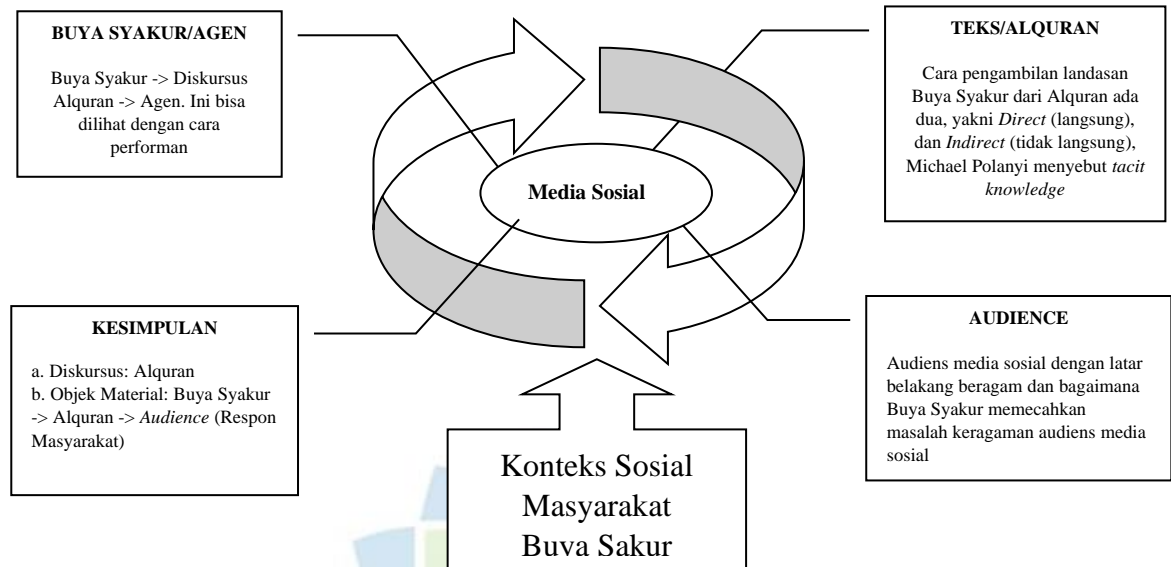 BUYA SYAKUR/AGEN
Buya Syakur -> Diskursus
Alquran -> Agen. Ini bisa
dilihat dengan cara
performan
TEKS/ALQURAN
Cara pengambilan landasan
Buya Syakur dari Alquran ada
dua, yakni Direct (langsung),
dan Indirect (tidak langsung),
Michael Polanyi menyebut tacit
knowledge
Media Sosial
KESIMPULAN
a. Diskursus: Alquran
b. Objek Material: Buya Syakur
-> Alquran -> Audience (Respon
Masyarakat)
AUDIENCE
Audiens media sosial dengan latar
belakang beragam dan bagaimana
Buya Syakur memecahkan
masalah keragaman audiens media
sosial
Konteks Sosial
Masyarakat
Buya Sakur